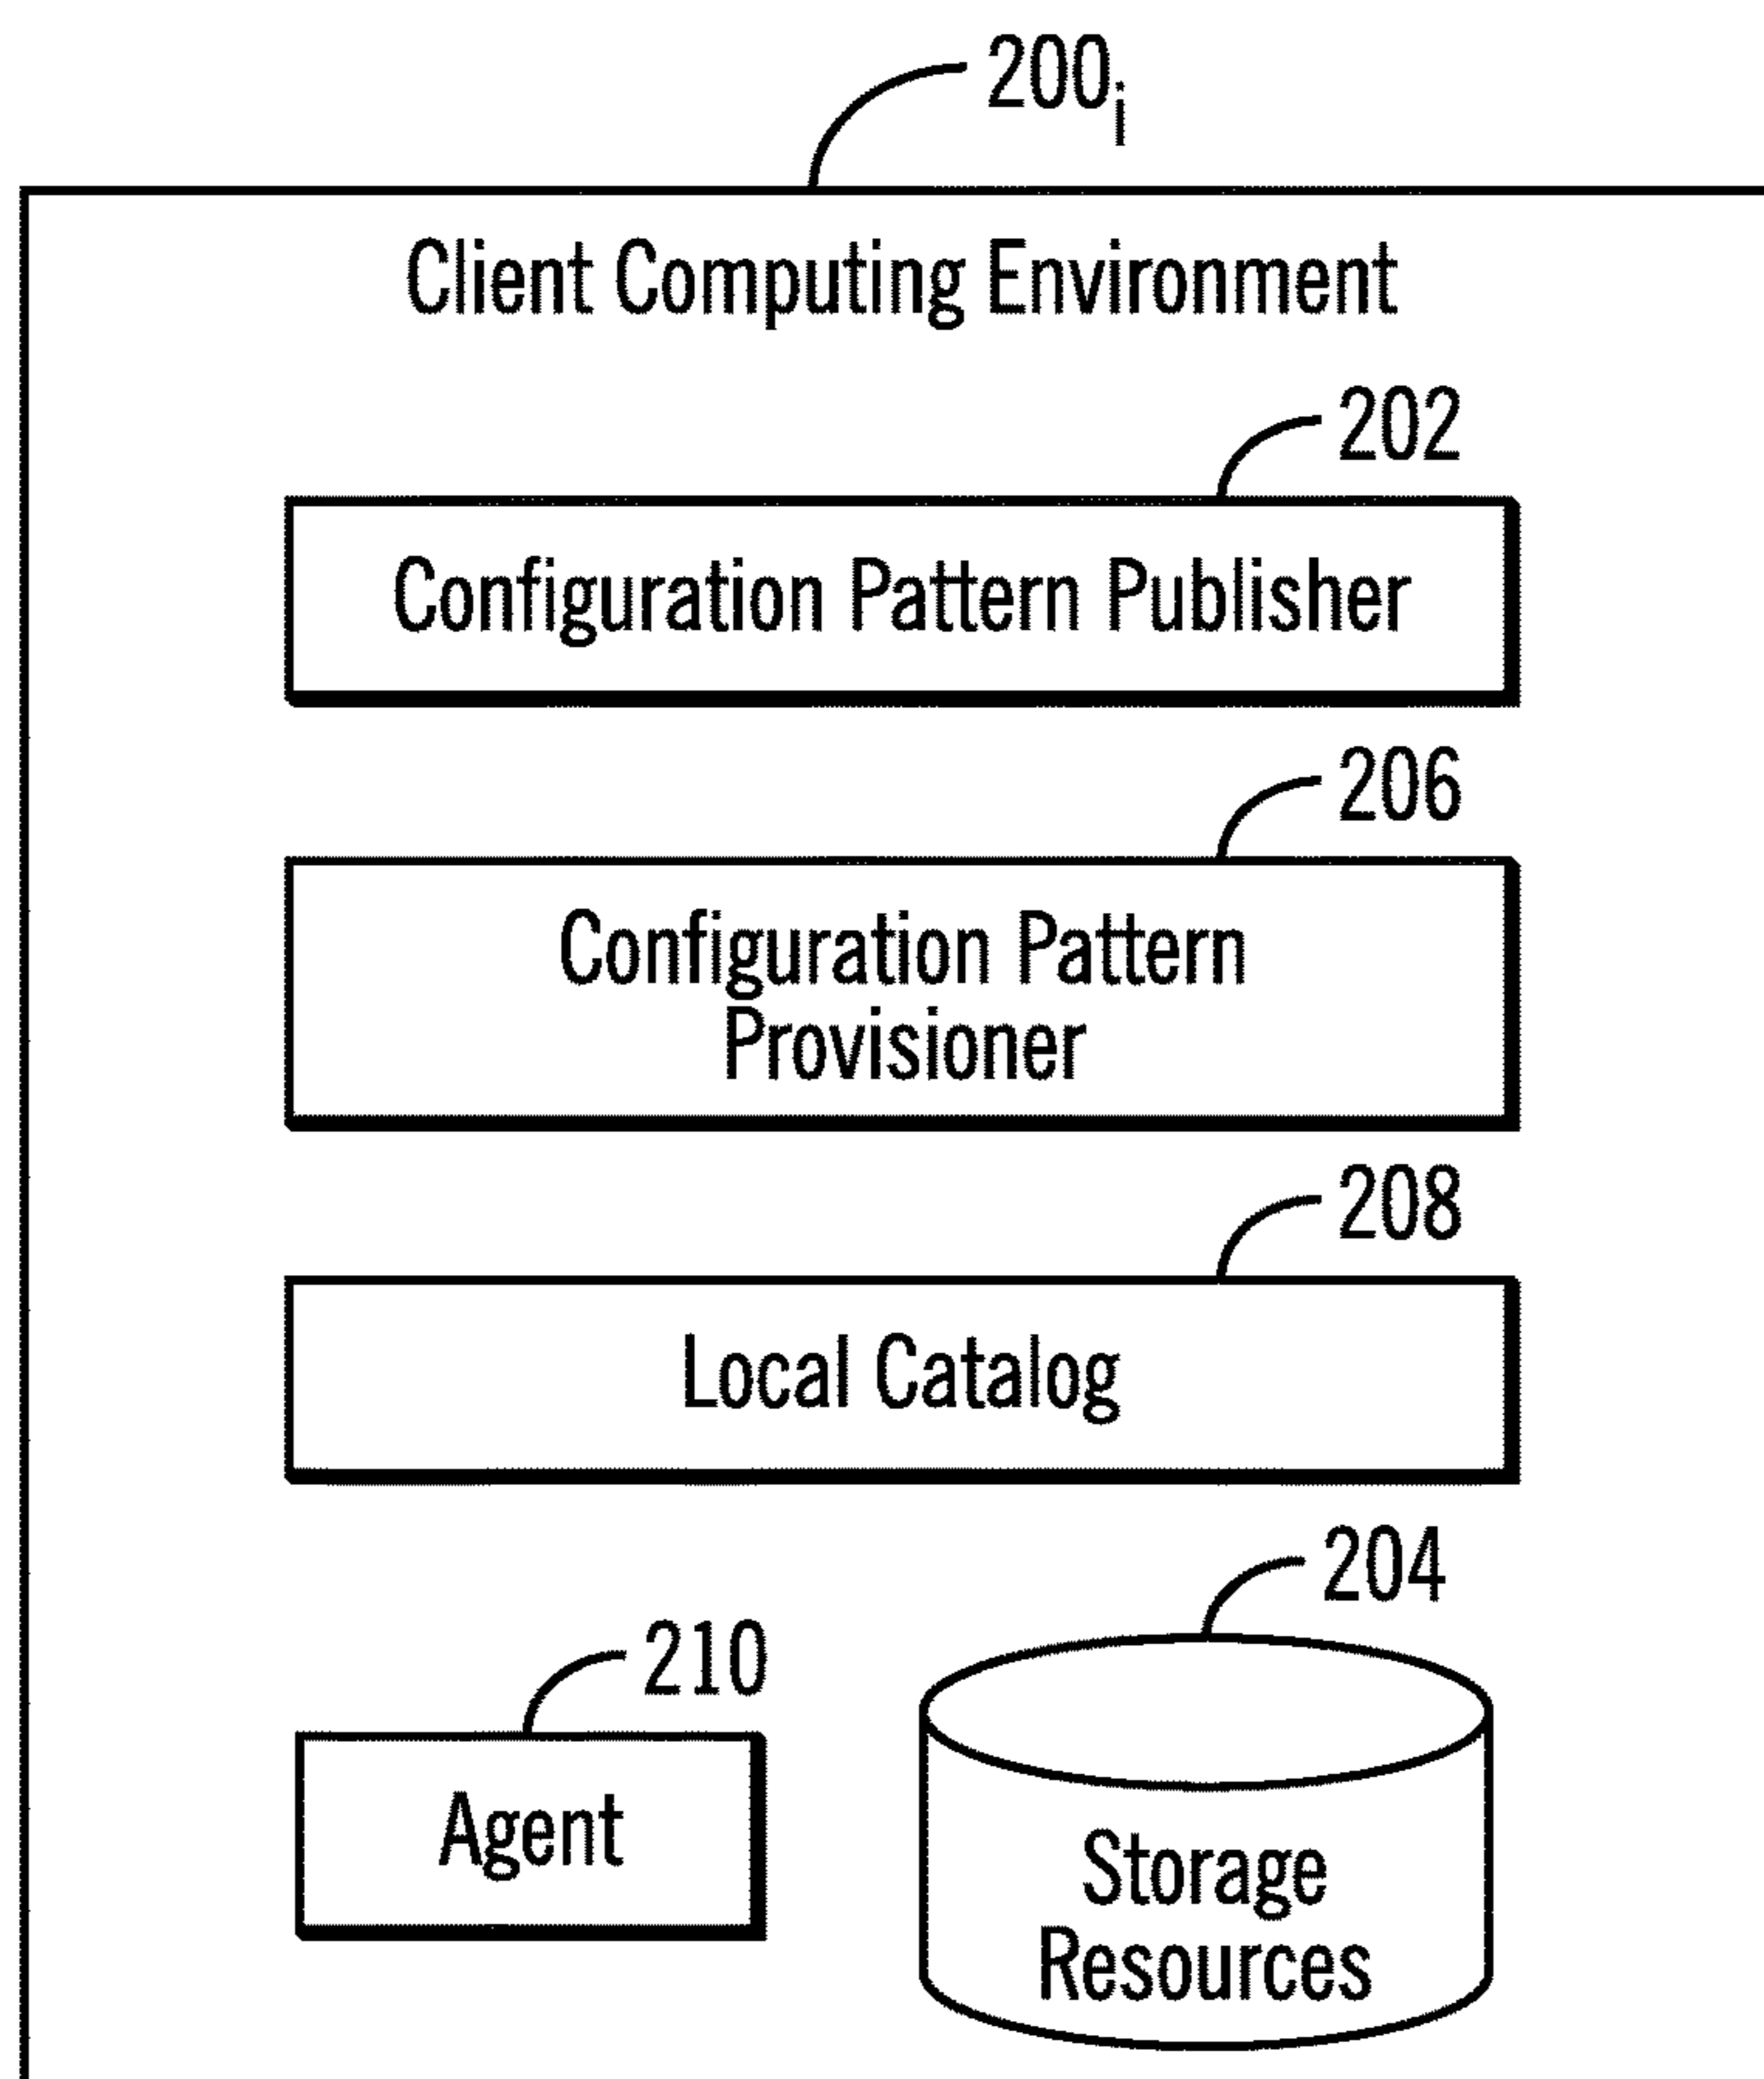 200i
Client Computing Environment
202
Configuration Pattern Publisher
206
Configuration Pattern
Provisioner
208
Local Catalog
204
210
Agent
Storage
Resources